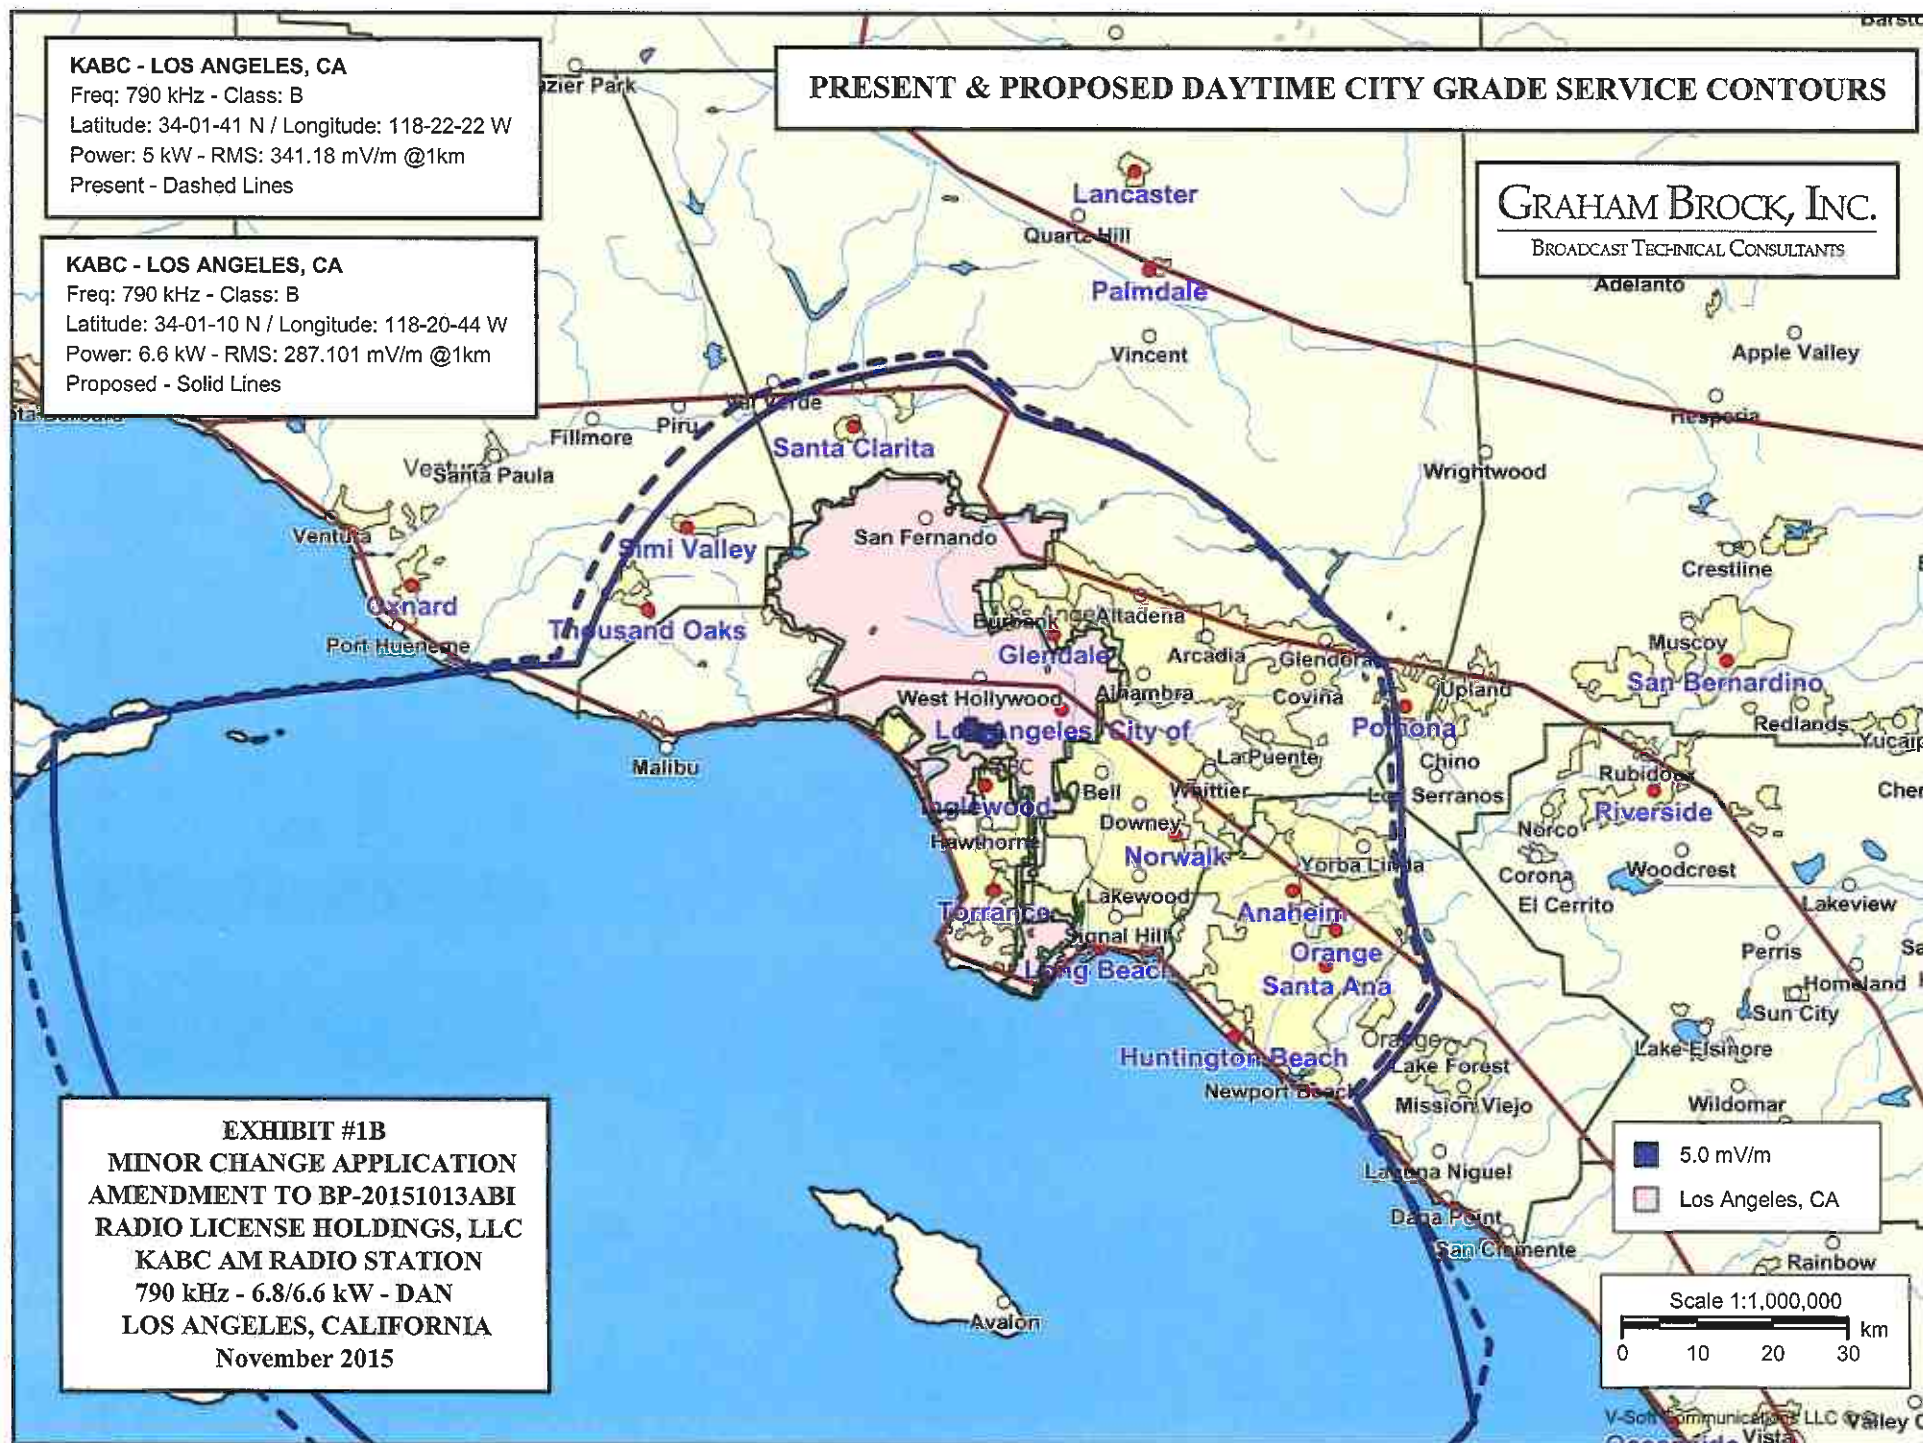 KABC - LOS ANGELES, CA
Freq: 790 kHz - Class: B
Latitude: 34-01-41 N / Longitude: 118-22-22 W
Power: 5 kW - RMS: 341.18 mV/m @1km
Present - Dashed Lines
KABC - LOS ANGELES, CA
Freq: 790 kHz - Class: B
Latitude: 34-01-10 N / Longitude: 118-20-44 W
Power: 6.6 kW - RMS: 287.101 mV/m @1km
Proposed - Solid Lines
PRESENT & PROPOSED DAYTIME CITY GRADE SERVICE CONTOURS
GRAHAM BROCK, INC.
BROADCAST TECHNICAL CONSULTANTS
Park
Lancaster
Quartz Hill
Palmdale
Adelanto
Vincent
Apple Valley
Hesperia
Val Verde
Piru
Fillmore
Santa Clarita
Wrightwood
Ventura
Santa Paula
Ventura
San Fernando
Simi Valley
Crestline
Oxnard
Thousand Oaks
Port Hueneme
Burbank
Altadena
Glendale
Arcadia
Glendora
Muscoy
San Bernardino
West Hollywood
Alhambra
Covina
Upland
Redlands
Los Angeles, City of
Pomona
Malibu
La Puente
Chino
Rubidoux
Bell
Whittier
Los Serranos
Riverside
Inglewood
Downey
Norco
Hawthorne
Norwalk
Yorba Linda
Corona
Woodcrest
Lakewood
El Cerrito
Lakeview
Torrance
Anaheim
Signal Hill
Orange
Perris
Long Beach
Santa Ana
Homeland
Sun City
Orange
Lake Elsinore
Huntington Beach
Lake Forest
Newport Beach
Mission Viejo
Wildomar
Laguna Niguel
Dana Point
San Clemente
Rainbow
Avalon
EXHIBIT #1B
MINOR CHANGE APPLICATION
AMENDMENT TO BP-20151013ABI
RADIO LICENSE HOLDINGS, LLC
KABC AM RADIO STATION
790 kHz - 6.8/6.6 kW - DAN
LOS ANGELES, CALIFORNIA
November 2015
5.0 mV/m
Los Angeles, CA
Scale 1:1,000,000
km
0 10 20 30
V-Soft Communications LLC
Valley
Vista